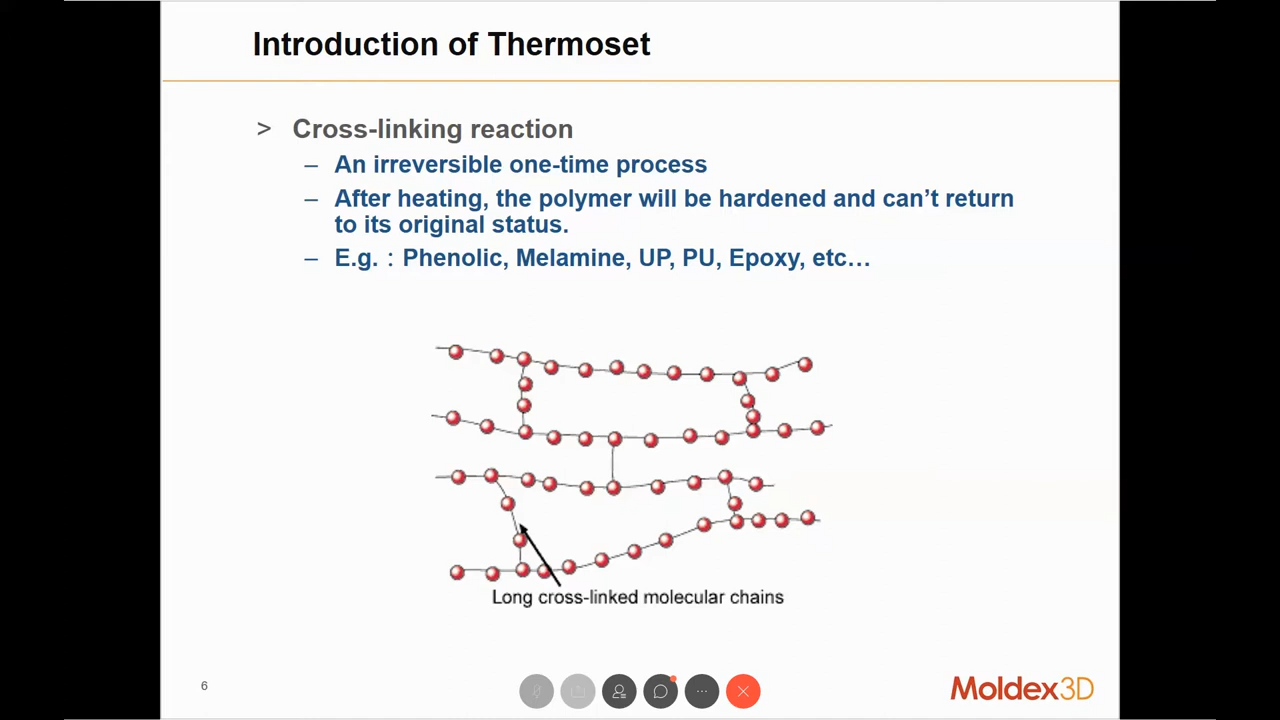 Introduction of Thermoset
> Cross-linking reaction
– An irreversible one-time process
– After heating, the polymer will be hardened and can’t return
to its original status.
– E.g.：Phenolic, Melamine, UP, PU, Epoxy, etc…
Long cross-linked molecular chains
6
Moldex3D